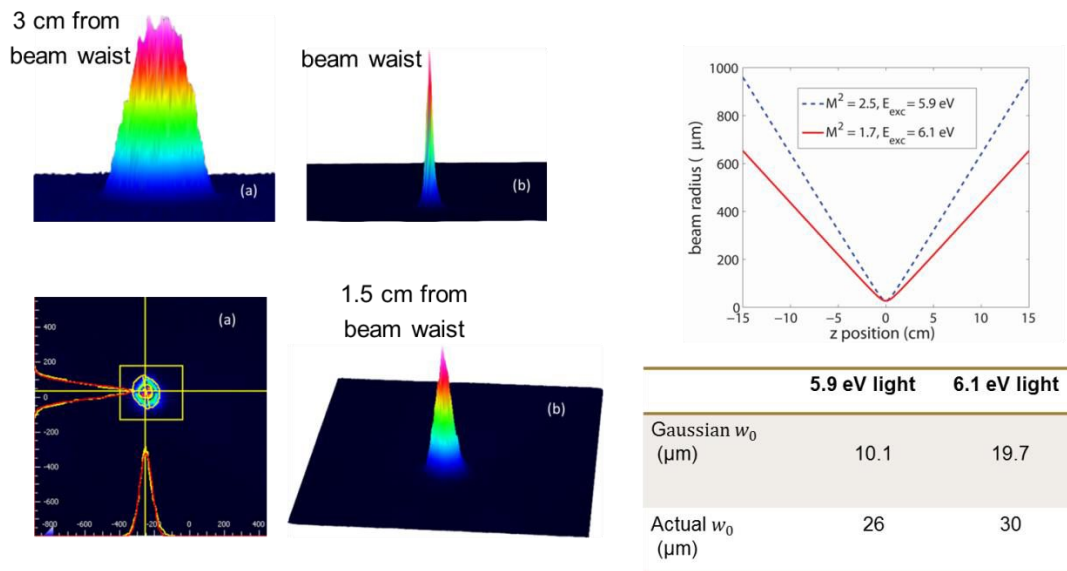 3 cm from
beam waist
(a)
beam waist
(b)
1000
800
600
400
200
0
beam radius ( μm)
M² = 2.5, E_exc = 5.9 eV
M² = 1.7, E_exc = 6.1 eV
−15
−10
−5
0
5
10
15
z position (cm)
(a)
400
200
0
-200
-400
-600
-800
-600
-400
-200
0
200
400
1.5 cm from
beam waist
(b)
5.9 eV light 6.1 eV light
Gaussian w₀
(μm)
10.1 19.7
Actual w₀
(μm)
26 30